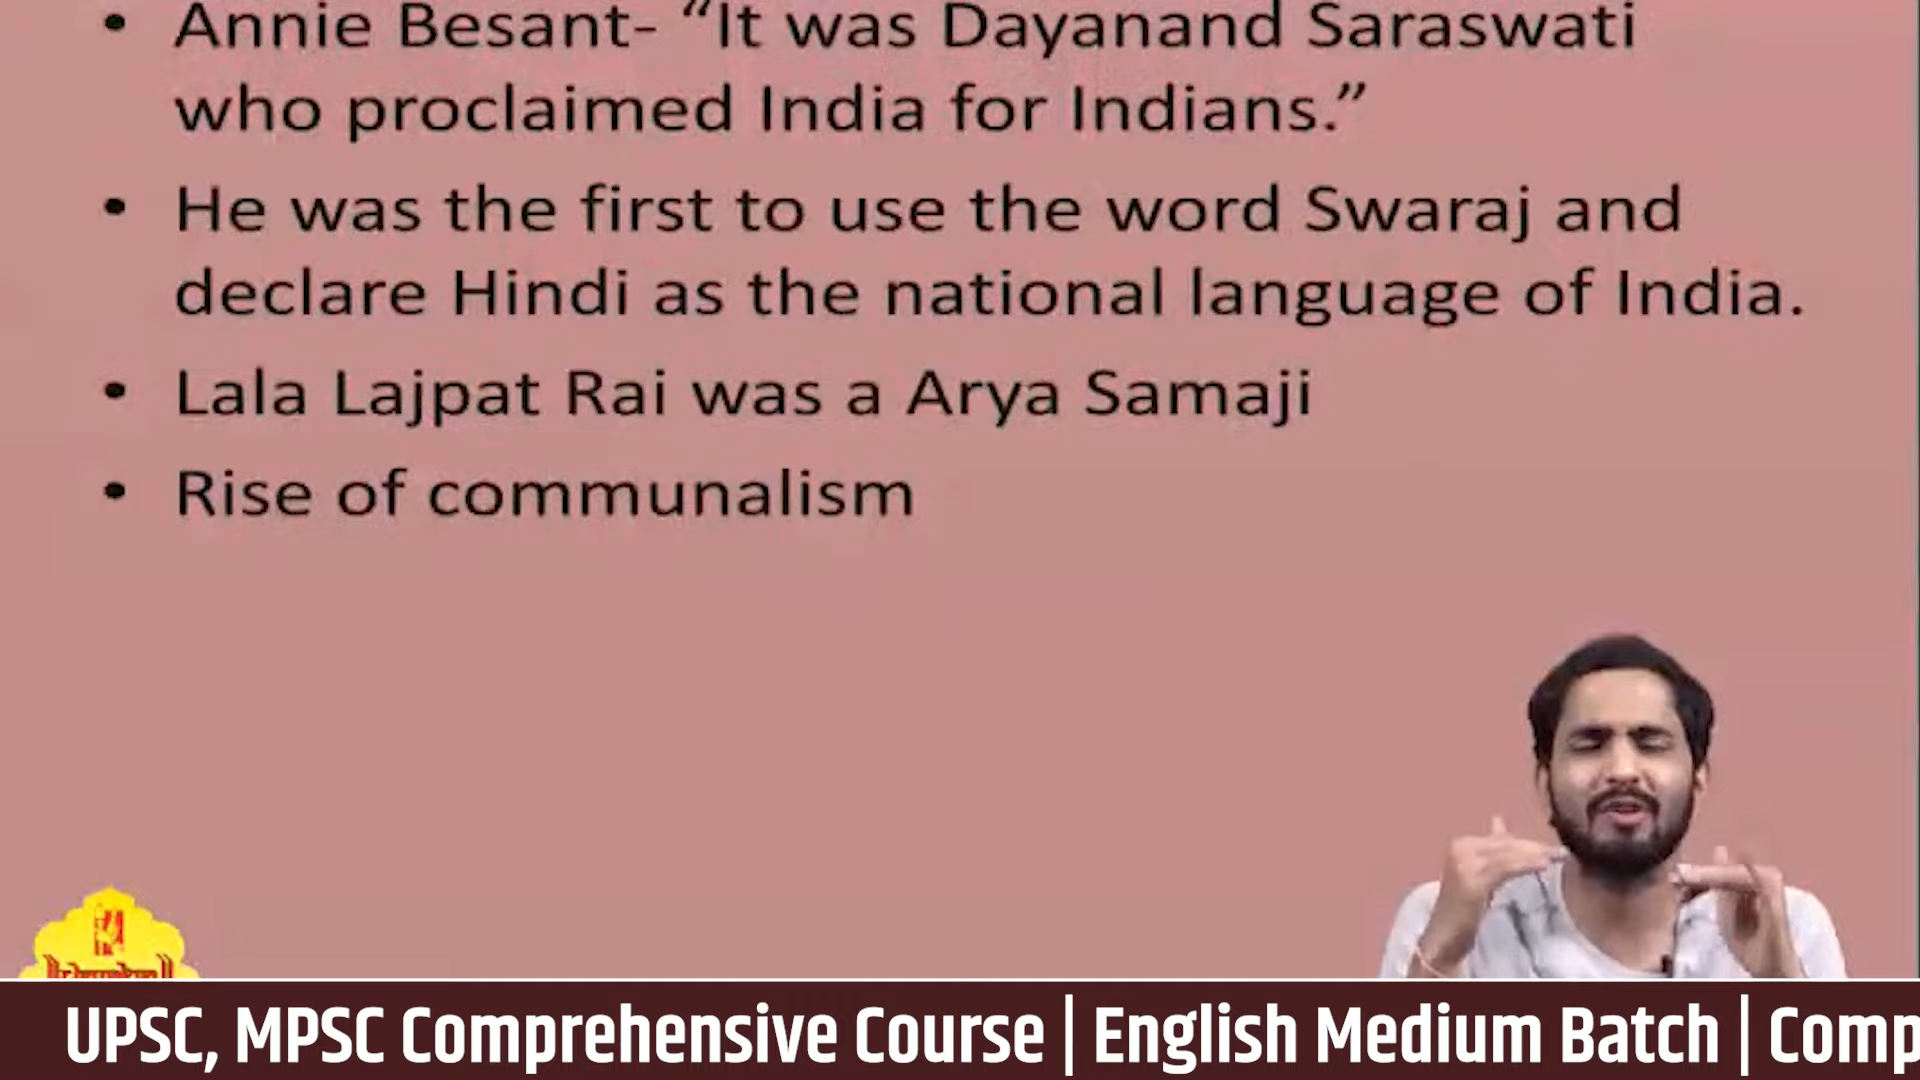 • Annie Besant- “It was Dayanand Saraswati
who proclaimed India for Indians.”
• He was the first to use the word Swaraj and
declare Hindi as the national language of India.
• Lala Lajpat Rai was a Arya Samaji
• Rise of communalism
UPSC, MPSC Comprehensive Course | English Medium Batch | Comp